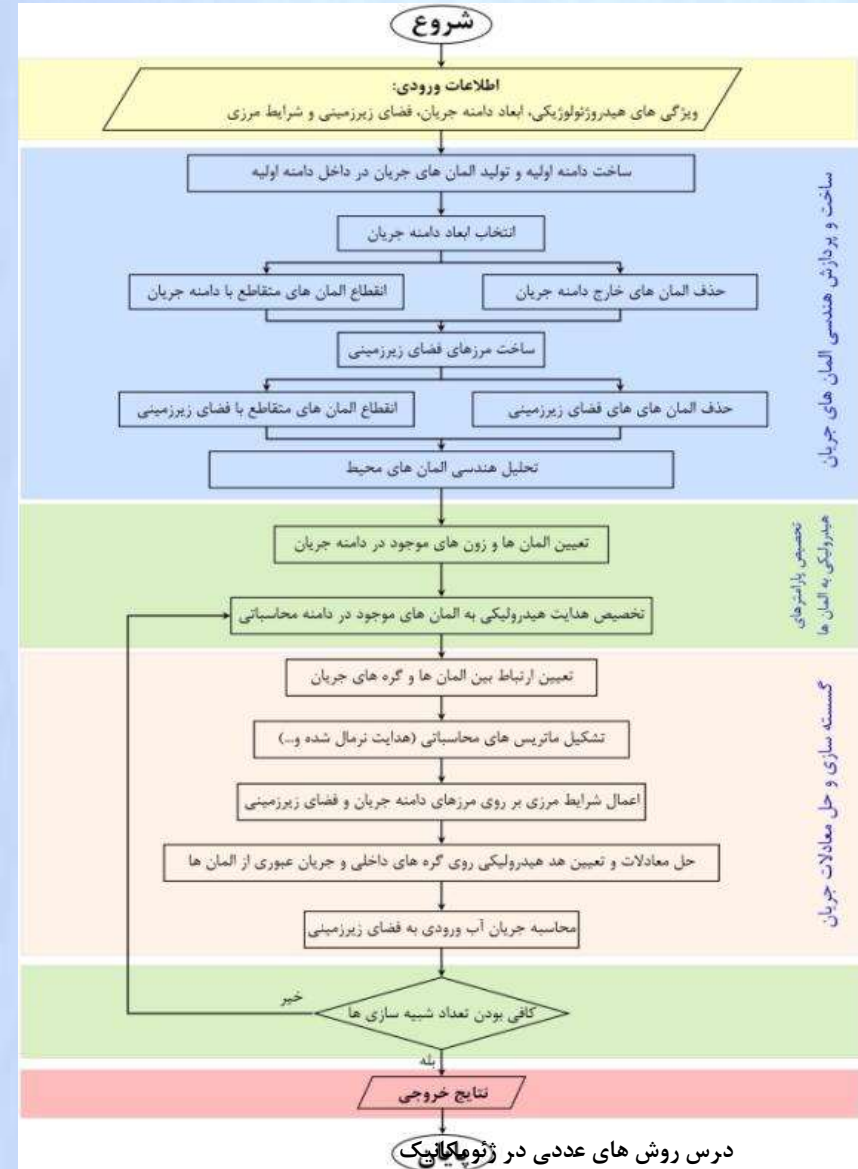 شروع
اطلاعات ورودی:
ویژگی های هیدروژئولوژیکی، ابعاد دامنه جریان، فضای زیرزمینی و شرایط مرزی
ساخت و پردازش هندسی المان های جریان
ساخت دامنه اولیه و تولید المان های جریان در داخل دامنه اولیه
انتخاب ابعاد دامنه جریان
حذف المان های خارج دامنه جریان
انقطاع المان های متقاطع با دامنه جریان
ساخت مرزهای فضای زیرزمینی
حذف المان های های فضای زیرزمینی
انقطاع المان های متقاطع با فضای زیرزمینی
تحلیل هندسی المان های محیط
تخصیص پارامترهای
هیدرولیکی به المان ها
تعیین المان ها و زون های موجود در دامنه جریان
تخصیص هدایت هیدرولیکی به المان های موجود در دامنه محاسباتی
گسسته سازی و حل معادلات جریان
تعیین ارتباط بین المان ها و گره های جریان
تشکیل ماتریس های محاسباتی (هدایت نرمال شده و...)
اعمال شرایط مرزی بر روی مرزهای دامنه جریان و فضای زیرزمینی
حل معادلات و تعیین هد هیدرولیکی روی گره های داخلی و جریان عبوری از المان ها
محاسبه جریان آب ورودی به فضای زیرزمینی
کافی بودن تعداد شبیه سازی ها
خیر
بله
نتایج خروجی
پایان
درس روش های عددی در ژئومکانیک